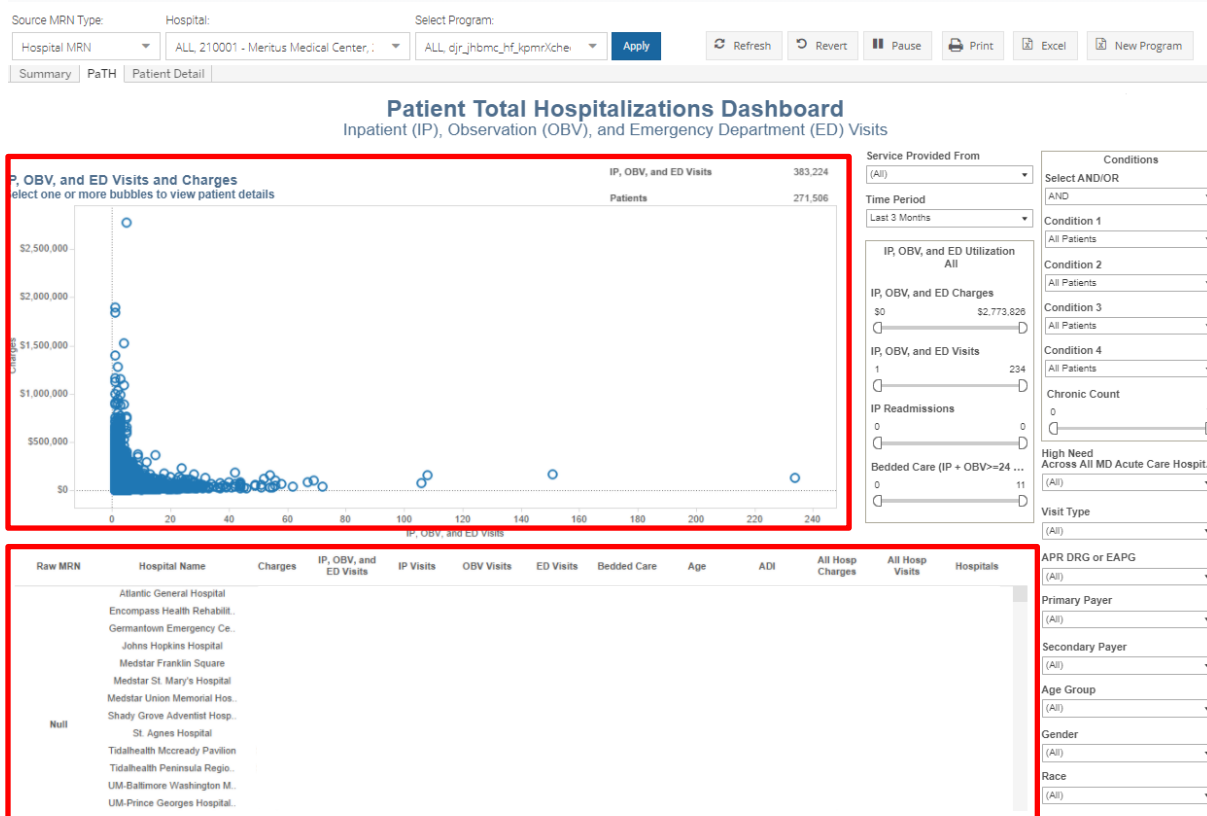 Source MRN Type:
Hospital:
Select Program:
Hospital MRN
ALL, 210001 - Meritus Medical Center, :
ALL, djr_jhbmc_hf_kpmrXche
Apply
Refresh
Revert
Pause
Print
Excel
New Program
Summary
PaTH
Patient Detail
Patient Total Hospitalizations Dashboard
Inpatient (IP), Observation (OBV), and Emergency Department (ED) Visits
P, OBV, and ED Visits and Charges
elect one or more bubbles to view patient details
IP, OBV, and ED Visits 383,224
Patients 271,506
$2,500,000
$2,000,000
$1,500,000
$1,000,000
$500,000
$0
Charges
0 20 40 60 80 100 120 140 160 180 200 220 240
IP, OBV, and ED Visits
Service Provided From
(All)
Time Period
Last 3 Months
IP, OBV, and ED Utilization
All
IP, OBV, and ED Charges
$0 $2,773,826
IP, OBV, and ED Visits
1 234
IP Readmissions
0 0
Bedded Care (IP + OBV>=24 ...
0 11
Conditions
Select AND/OR
AND
Condition 1
All Patients
Condition 2
All Patients
Condition 3
All Patients
Condition 4
All Patients
Chronic Count
0
High Need
Across All MD Acute Care Hospit.
(All)
Visit Type
(All)
APR DRG or EAPG
(All)
Primary Payer
(All)
Secondary Payer
(All)
Age Group
(All)
Gender
(All)
Race
(All)
Raw MRN
Hospital Name
Charges
IP, OBV, and
ED Visits
IP Visits
OBV Visits
ED Visits
Bedded Care
Age
ADI
All Hosp
Charges
All Hosp
Visits
Hospitals
Null
Atlantic General Hospital
Encompass Health Rehabilit..
Germantown Emergency Ce..
Johns Hopkins Hospital
Medstar Franklin Square
Medstar St. Mary's Hospital
Medstar Union Memorial Hos..
Shady Grove Adventist Hosp..
St. Agnes Hospital
Tidalhealth Mccready Pavilion
Tidalhealth Peninsula Regio..
UM-Baltimore Washington M..
UM-Prince Georges Hospital..